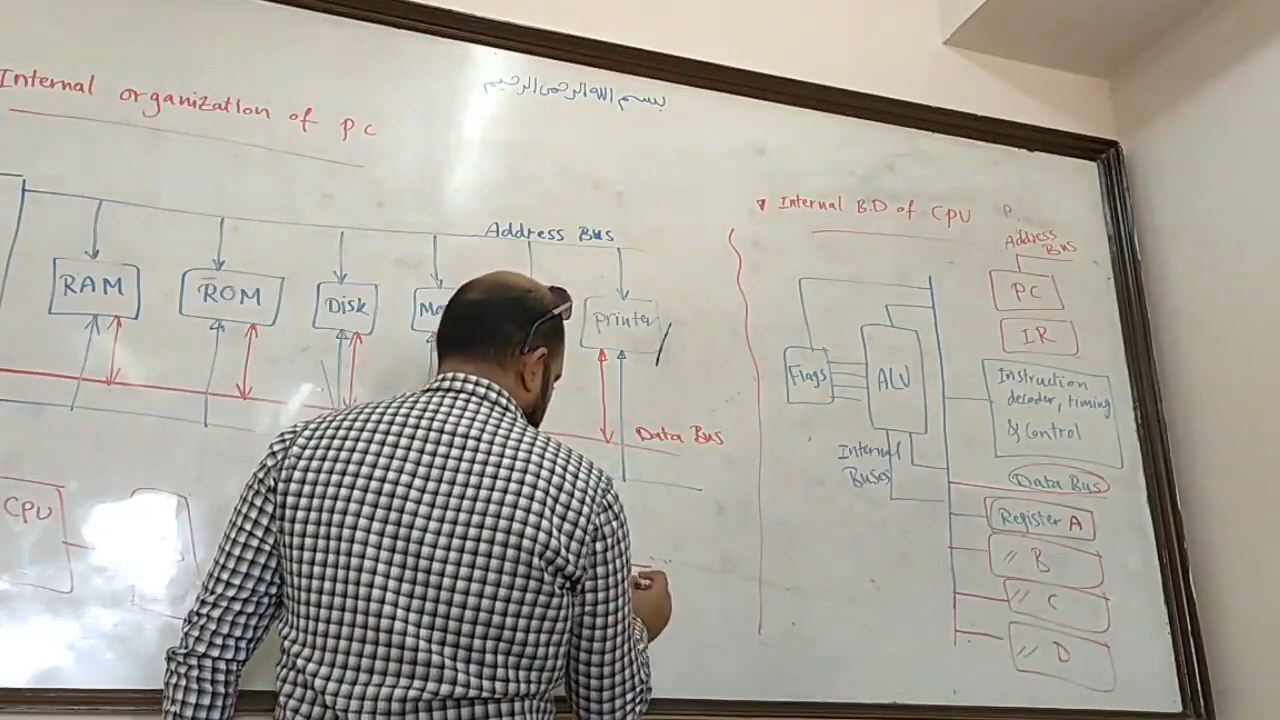 بسم الله الرحمن الرحيم
Internal organization of pc
Address Bus
RAM
ROM
Disk
Mo
printer
Data Bus
CPU
Internal B.D of CPU
P.
Address
Bus
PC
IR
Flags
ALU
Instruction
decoder, timing
& Control
Internal
Buses
Data Bus
Register A
〃 B
〃 C
〃 D